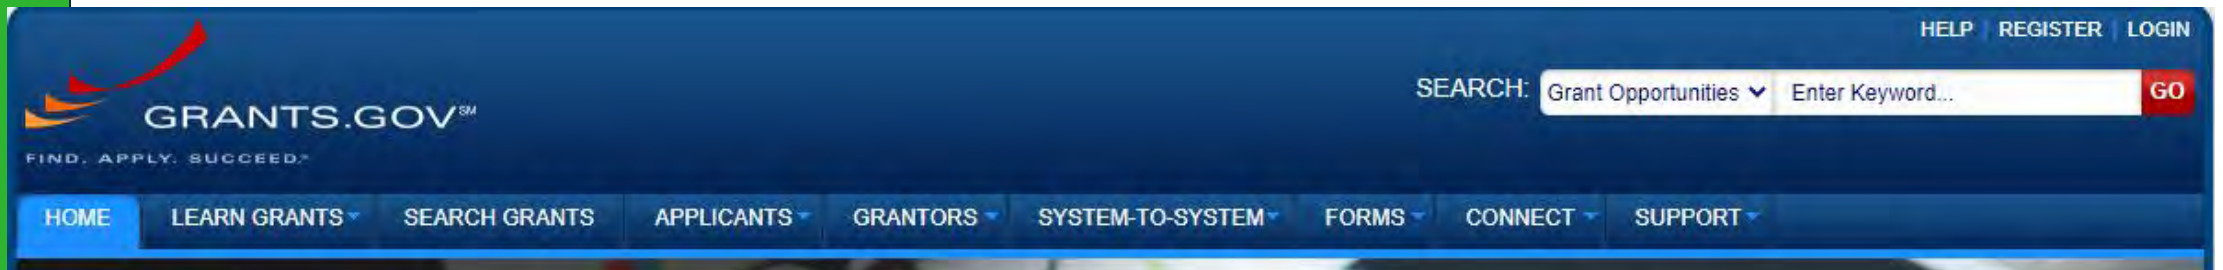 HELP | REGISTER | LOGIN
SEARCH: Grant Opportunities Enter Keyword... GO
GRANTS.GOV℠
FIND. APPLY. SUCCEED.℠
HOME LEARN GRANTS SEARCH GRANTS APPLICANTS GRANTORS SYSTEM-TO-SYSTEM FORMS CONNECT SUPPORT